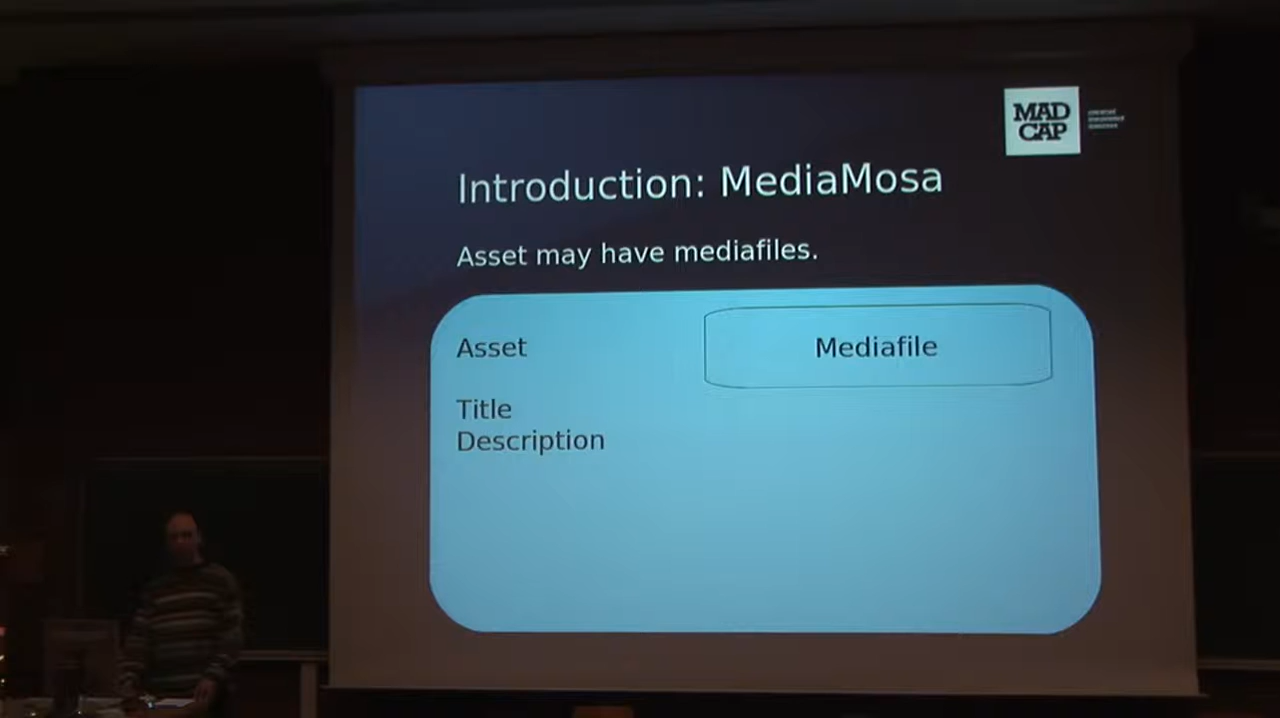 MAD
CAP
Introduction: MediaMosa
Asset may have mediafiles.
Asset
Mediafile
Title
Description